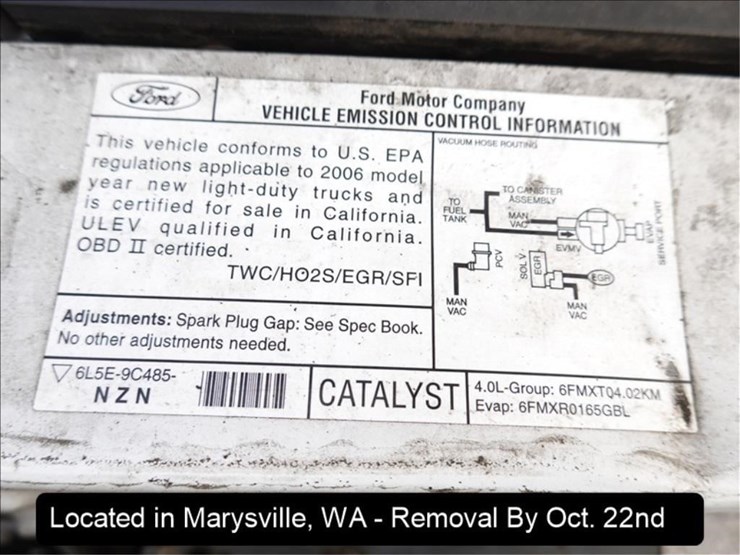 Ford
Ford Motor Company
VEHICLE EMISSION CONTROL INFORMATION
This vehicle conforms to U.S. EPA
regulations applicable to 2006 model
year new light-duty trucks and
is certified for sale in California.
ULEV qualified in California.
OBD II certified.
TWC/HO2S/EGR/SFI
VACUUM HOSE ROUTING
TO CANISTER
ASSEMBLY
TO
FUEL
TANK
MAN
VAC
EVMV
EVAP
SERVICE PORT
PCV
SOL V
EGR
EGR
MAN
VAC
MAN
VAC
Adjustments: Spark Plug Gap: See Spec Book.
No other adjustments needed.
6L5E-9C485-
NZN
CATALYST
4.0L-Group: 6FMXT04.02KM
Evap: 6FMXR0165GBL
Located in Marysville, WA - Removal By Oct. 22nd